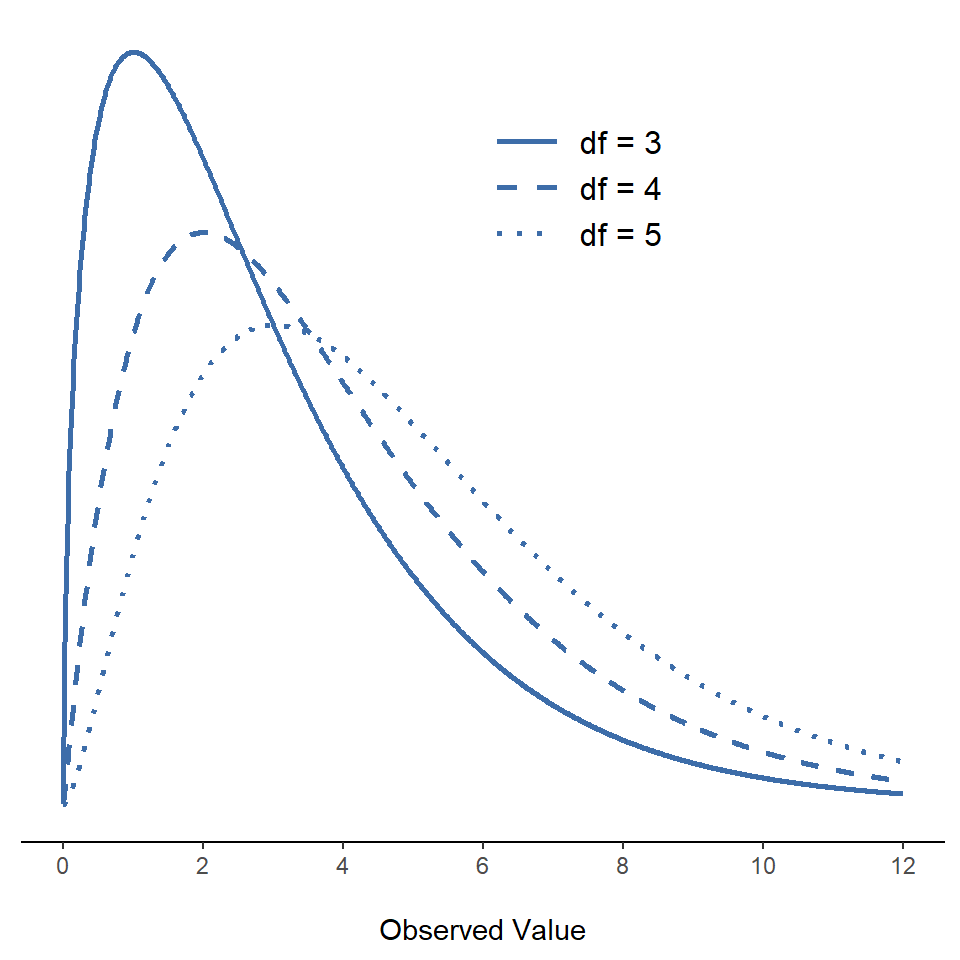 df = 3
df = 4
df = 5
0 2 4 6 8 10 12
Observed Value